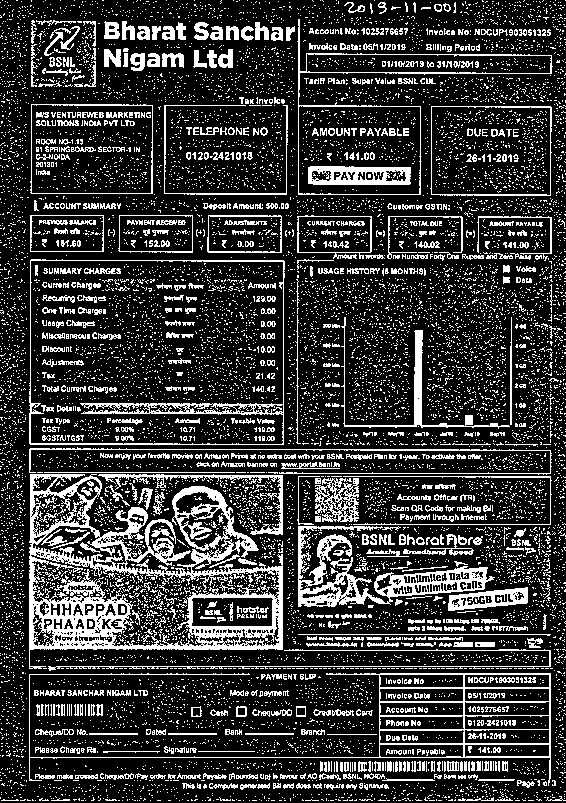 2019-11-001
Bharat Sanchar
Nigam Ltd
BSNL
Account No: 1025276657
Invoice No: NDCUP1903051325
Invoice Date: 05/11/2019
Billing Period
01/10/2019 to 31/10/2019
Tariff Plan: Super Value BSNL CUL
Tax Invoice
M/S VENTUREWEB MARKETING
SOLUTIONS INDIA PVT LTD
ROOM NO-1.13
91 SPRINGBOARD- SECTOR-1 IN
C-2-NOIDA
201301
India
TELEPHONE NO
0120-2421018
AMOUNT PAYABLE
₹ 141.00
PAY NOW
DUE DATE
26-11-2019
ACCOUNT SUMMARY
Deposit Amount: 500.00
Customer GSTIN:
PREVIOUS BALANCE
₹ 151.60
PAYMENT RECEIVED
₹ 152.00
ADJUSTMENTS
₹ 0.00
CURRENT CHARGES
₹ 140.42
TOTAL DUE
₹ 140.02
AMOUNT PAYABLE
₹ 141.00
Amount in words: One Hundred Forty One Rupees and Zero Paise only
SUMMARY CHARGES
Current Charges Amount ₹
Recurring Charges 129.00
One Time Charges 0.00
Usage Charges 0.00
Miscellaneous Charges 0.00
Discount -10.00
Adjustments 0.00
Tax 21.42
Total Current Charges 140.42
Tax Details
Tax Type Percentage Amount Taxable Value
CGST 9.00% 10.71 119.00
SGST/UTGST 9.00% 10.71 119.00
USAGE HISTORY (6 MONTHS)
Voice
Data
Now enjoy your favorite movies on Amazon Prime at no extra cost with your BSNL Postpaid Plan for 1-year. To activate the offer,
click on Amazon banner on www.portal.bsnl.in
Accounts Officer (TR)
Scan QR Code for making Bill
Payment through Internet
hotstar
CHHAPPAD
PHAAD K€
Now streaming
BSNL
hotstar
PREMIUM
BSNL Bharat Fibre
Amazing Broadband Speed
BSNL
Unlimited Data
with Unlimited Calls
750GB CUL
PAYMENT SLIP
BHARAT SANCHAR NIGAM LTD
Mode of payment
Cash Cheque/DD Credit/Debit Card
Cheque/DD No. Dated Bank Branch
Please Charge Rs. Signature
Invoice No NDCUP1903051325
Invoice Date 05/11/2019
Account No 1025276657
Phone No 0120-2421018
Due Date 26-11-2019
Amount Payable ₹ 141.00
Please make crossed Cheque/DD/Pay order for Amount Payable (Rounded Up) in favour of AO (Cash), BSNL, NOIDA
For Bank use only
This is a Computer generated Bill and does not require any Signature.
Page 1 of 3